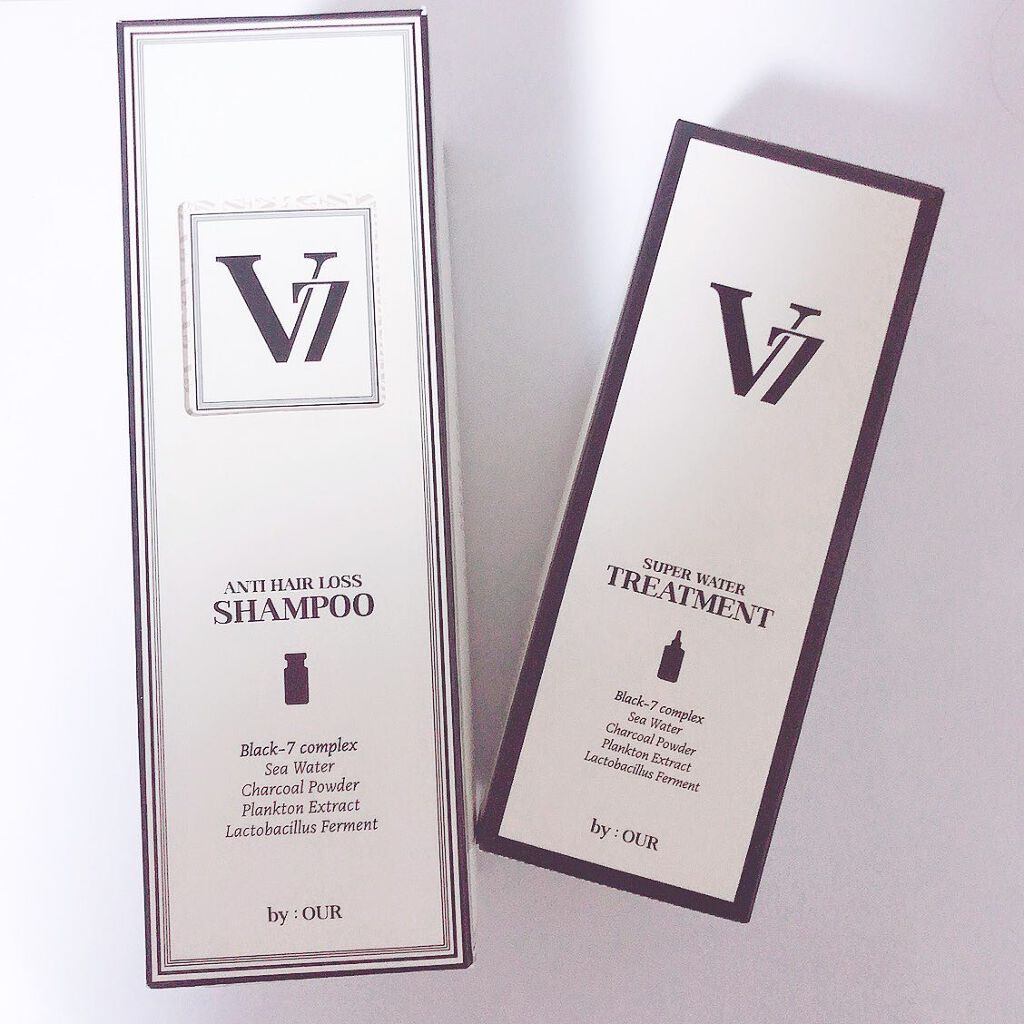 V7
ANTI HAIR LOSS
SHAMPOO
Black-7 complex
Sea Water
Charcoal Powder
Plankton Extract
Lactobacillus Ferment
by : OUR
V7
SUPER WATER
TREATMENT
Black-7 complex
Sea Water
Charcoal Powder
Plankton Extract
Lactobacillus Ferment
by : OUR